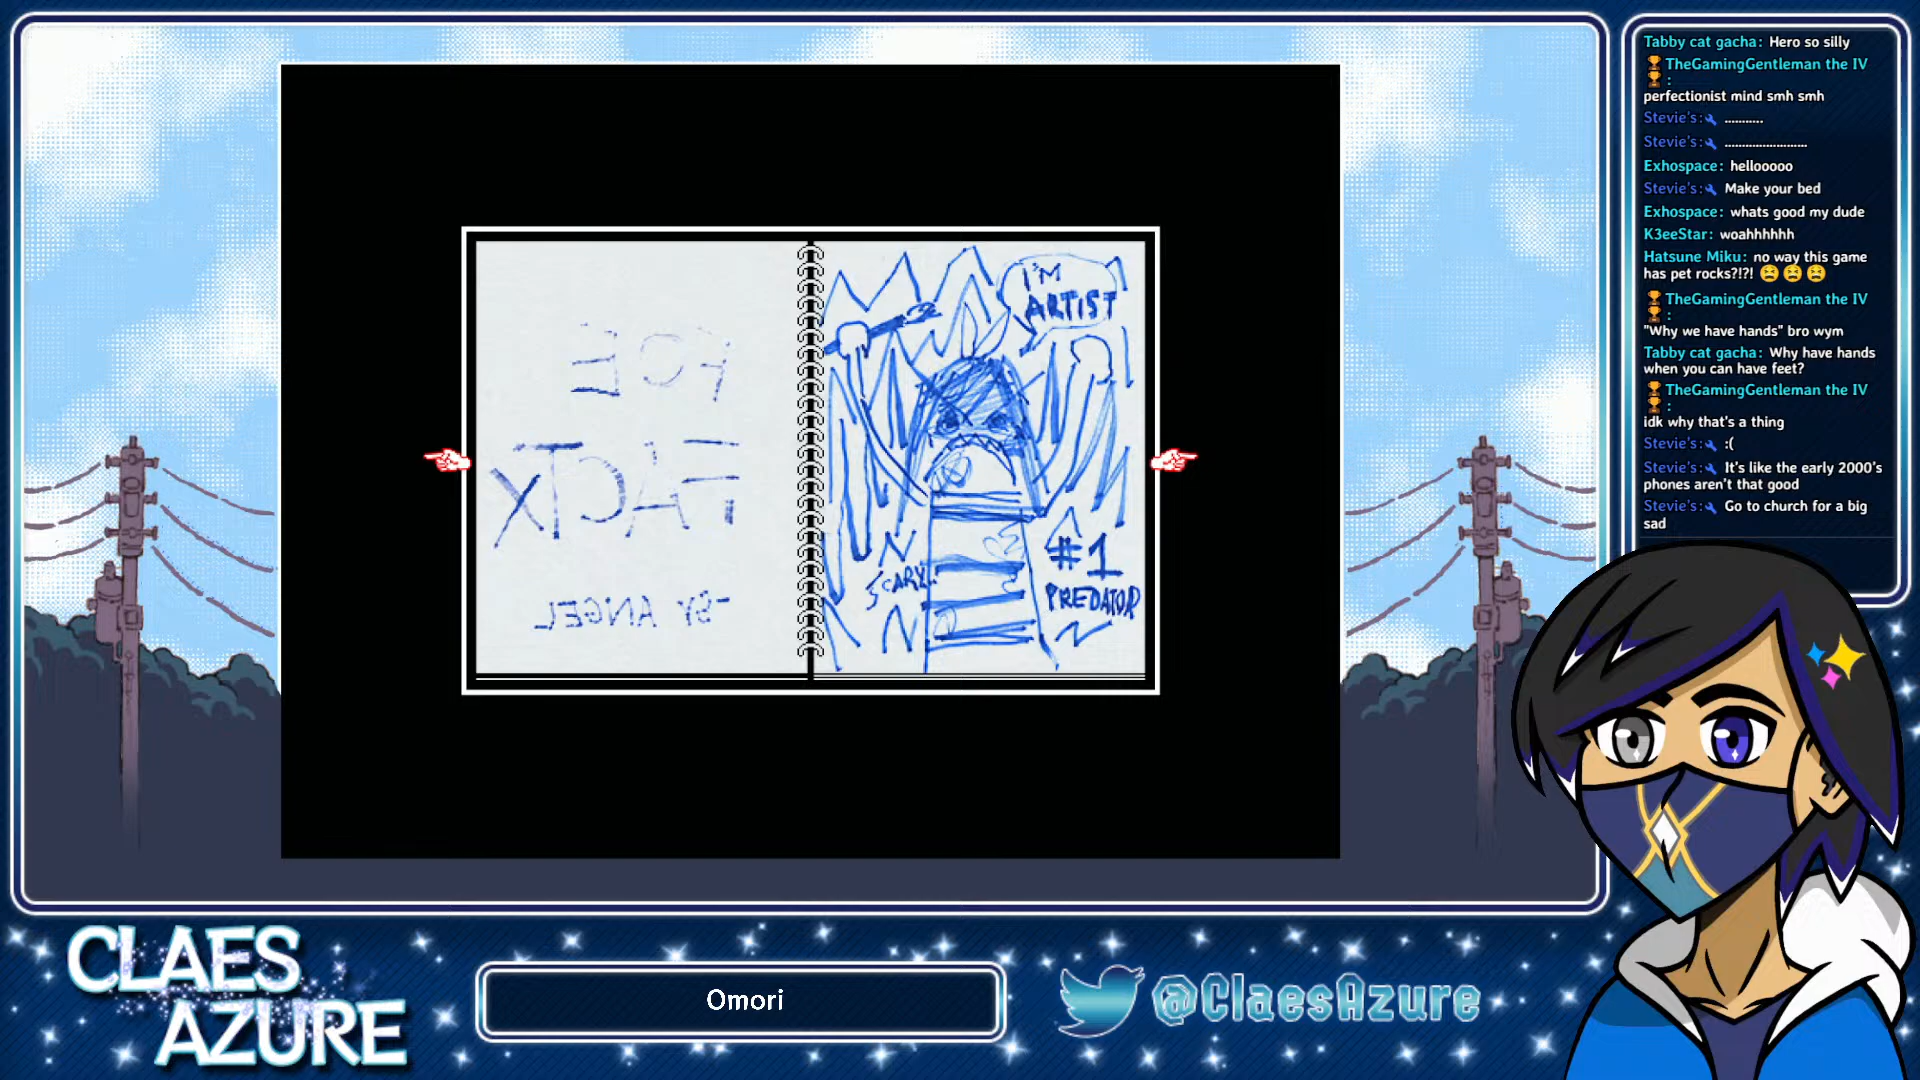 FOE
FACTX
-BY ANGEL
I'M
ARTIST
SCARY..
#1
PREDATOR
Tabby cat gacha: Hero so silly
TheGamingGentleman the IV
:
perfectionist mind smh smh
Stevie's: ...........
Stevie's: ........................
Exhospace: hellooooo
Stevie's: Make your bed
Exhospace: whats good my dude
K3eeStar: woahhhhhh
Hatsune Miku: no way this game
has pet rocks?!?! 😫😫😫
TheGamingGentleman the IV
:
"Why we have hands" bro wym
Tabby cat gacha: Why have hands
when you can have feet?
TheGamingGentleman the IV
:
idk why that's a thing
Stevie's: :(
Stevie's: It's like the early 2000's
phones aren't that good
Stevie's: Go to church for a big
sad
CLAES
AZURE
Omori
@ClaesAzure